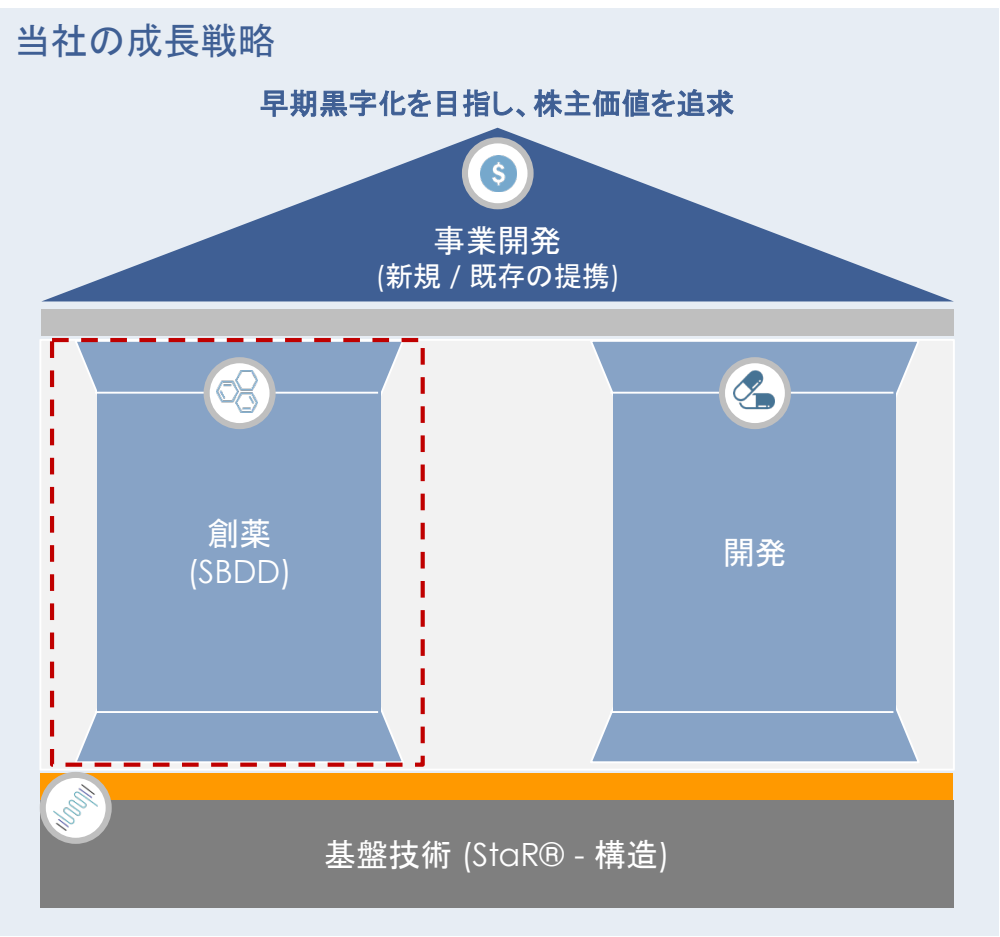 当社の成長戦略
早期黒字化を目指し、株主価値を追求
$
事業開発
(新規 / 既存の提携)
創薬
(SBDD)
開発
基盤技術 (StaR® - 構造)